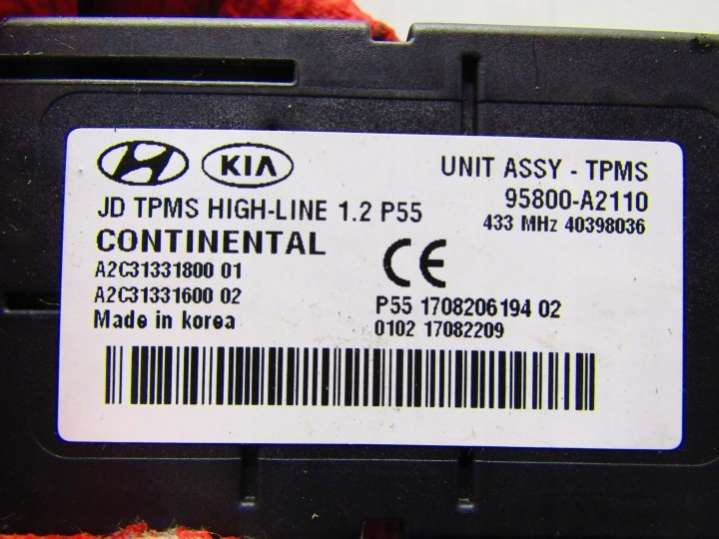 KIA
UNIT ASSY - TPMS
95800-A2110
JD TPMS HIGH-LINE 1.2 P55
433 MHz 40398036
CONTINENTAL
CE
A2C31331800 01
A2C31331600 02
P55 1708206194 02
Made in korea
0102 17082209